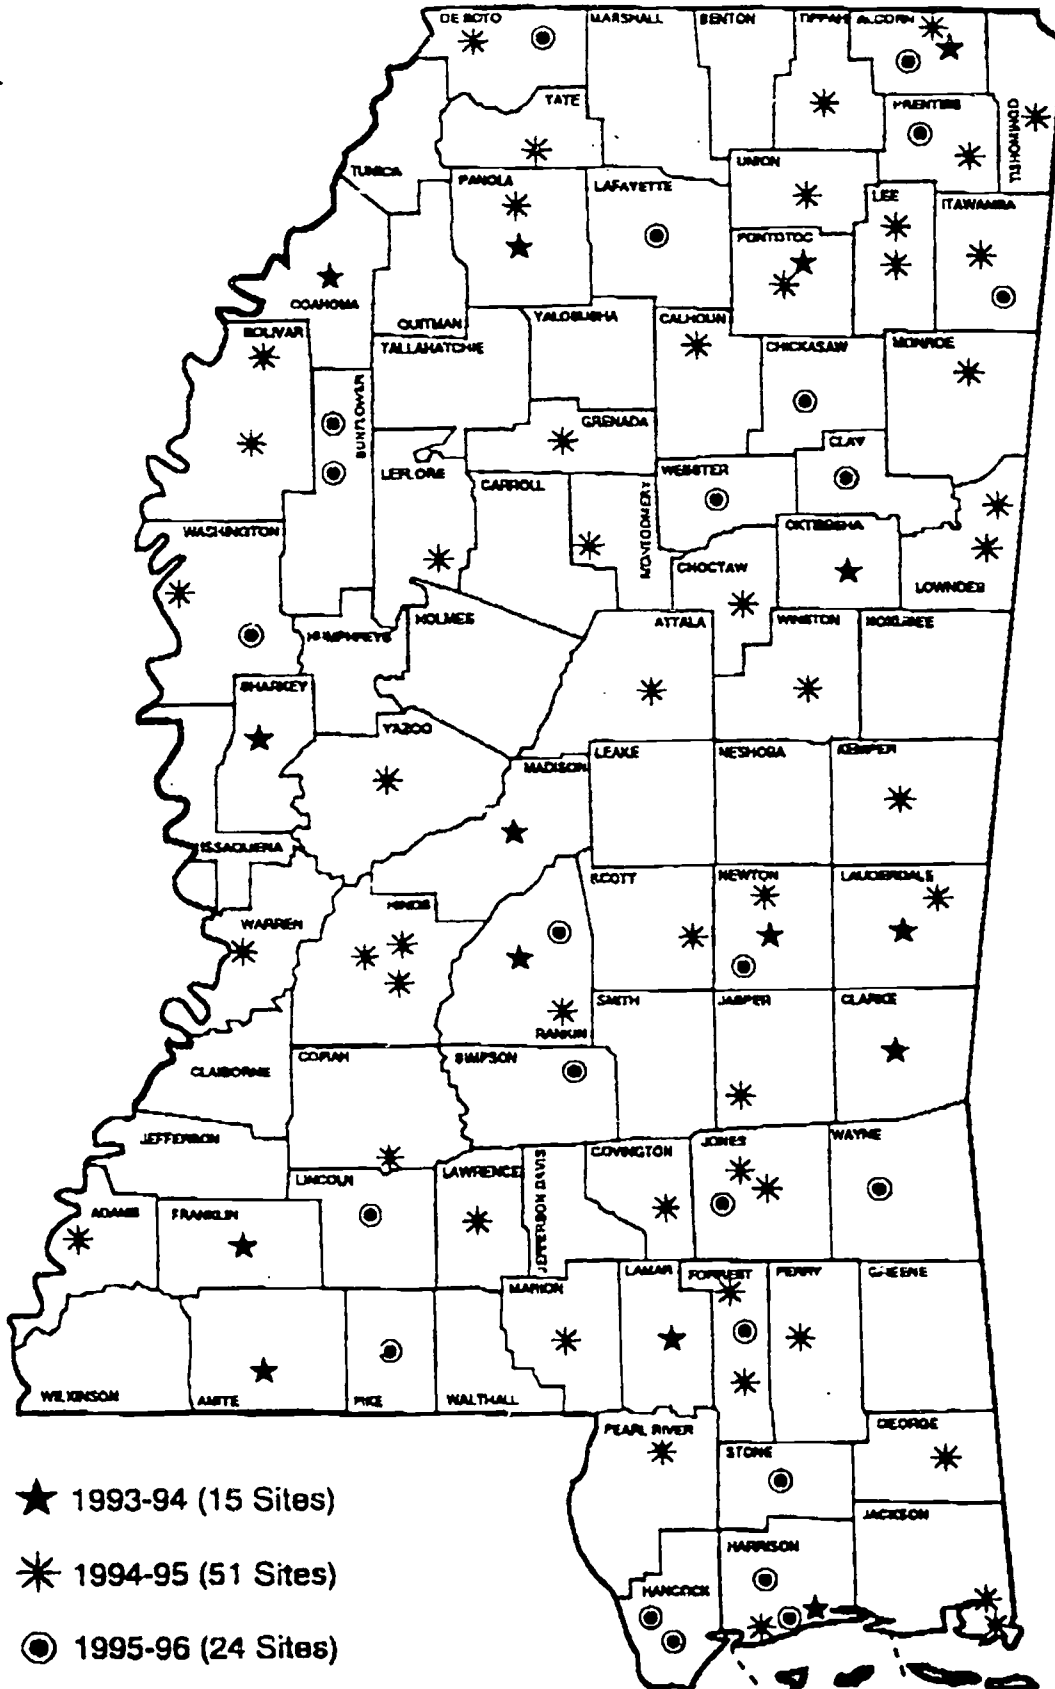 DE SOTO
MARSHALL
BENTON
TIPPAH
ALCORN
TATE
PRENTISS
TISHOMINGO
TUNICA
PANOLA
LAFAYETTE
UNION
LEE
ITAWAMBA
PONTOTOC
COAHOMA
QUITMAN
YALOBUSHA
CALHOUN
BOLIVAR
TALLAHATCHIE
CHICKASAW
MONROE
SUNFLOWER
GRENADA
CLAY
LEFLORE
CARROLL
MONTGOMERY
WEBSTER
WASHINGTON
OKTIBBEHA
CHOCTAW
LOWNDES
HUMPHREYS
HOLMES
ATTALA
WINSTON
NOXUBEE
SHARKEY
YAZOO
MADISON
LEAKE
NESHOBA
KEMPER
ISSAQUENA
SCOTT
NEWTON
LAUDERDALE
WARREN
HINDS
RANKIN
SMITH
JASPER
CLARKE
CLAIBORNE
COPIAH
SIMPSON
JEFFERSON
JEFFERSON DAVIS
COVINGTON
JONES
WAYNE
ADAMS
FRANKLIN
LINCOLN
LAWRENCE
MARION
LAMAR
FORREST
PERRY
GREENE
WILKINSON
AMITE
PIKE
WALTHALL
PEARL RIVER
STONE
GEORGE
JACKSON
HARRISON
HANCOCK
1993-94 (15 Sites)
1994-95 (51 Sites)
1995-96 (24 Sites)